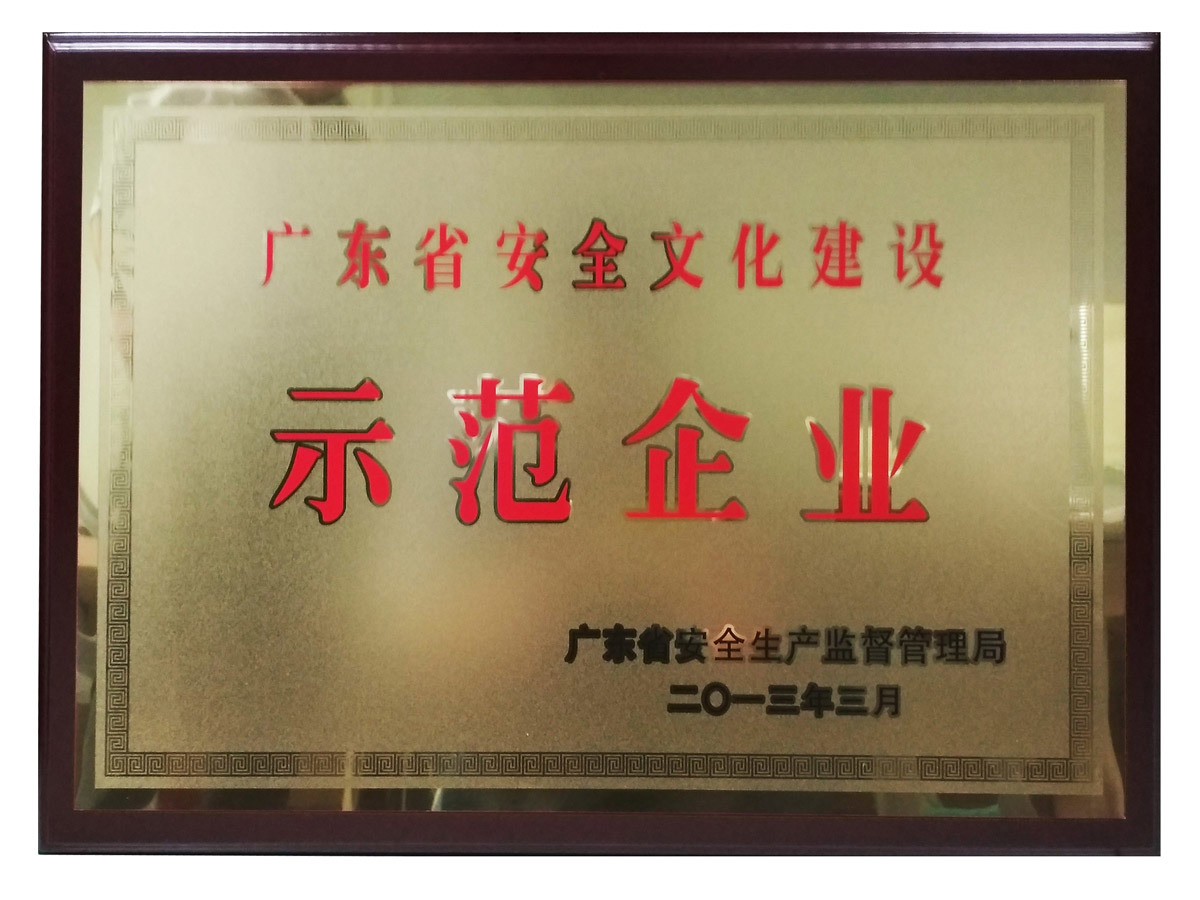 广东省安全文化建设
示范企业
广东省安全生产监督管理局
二〇一三年三月